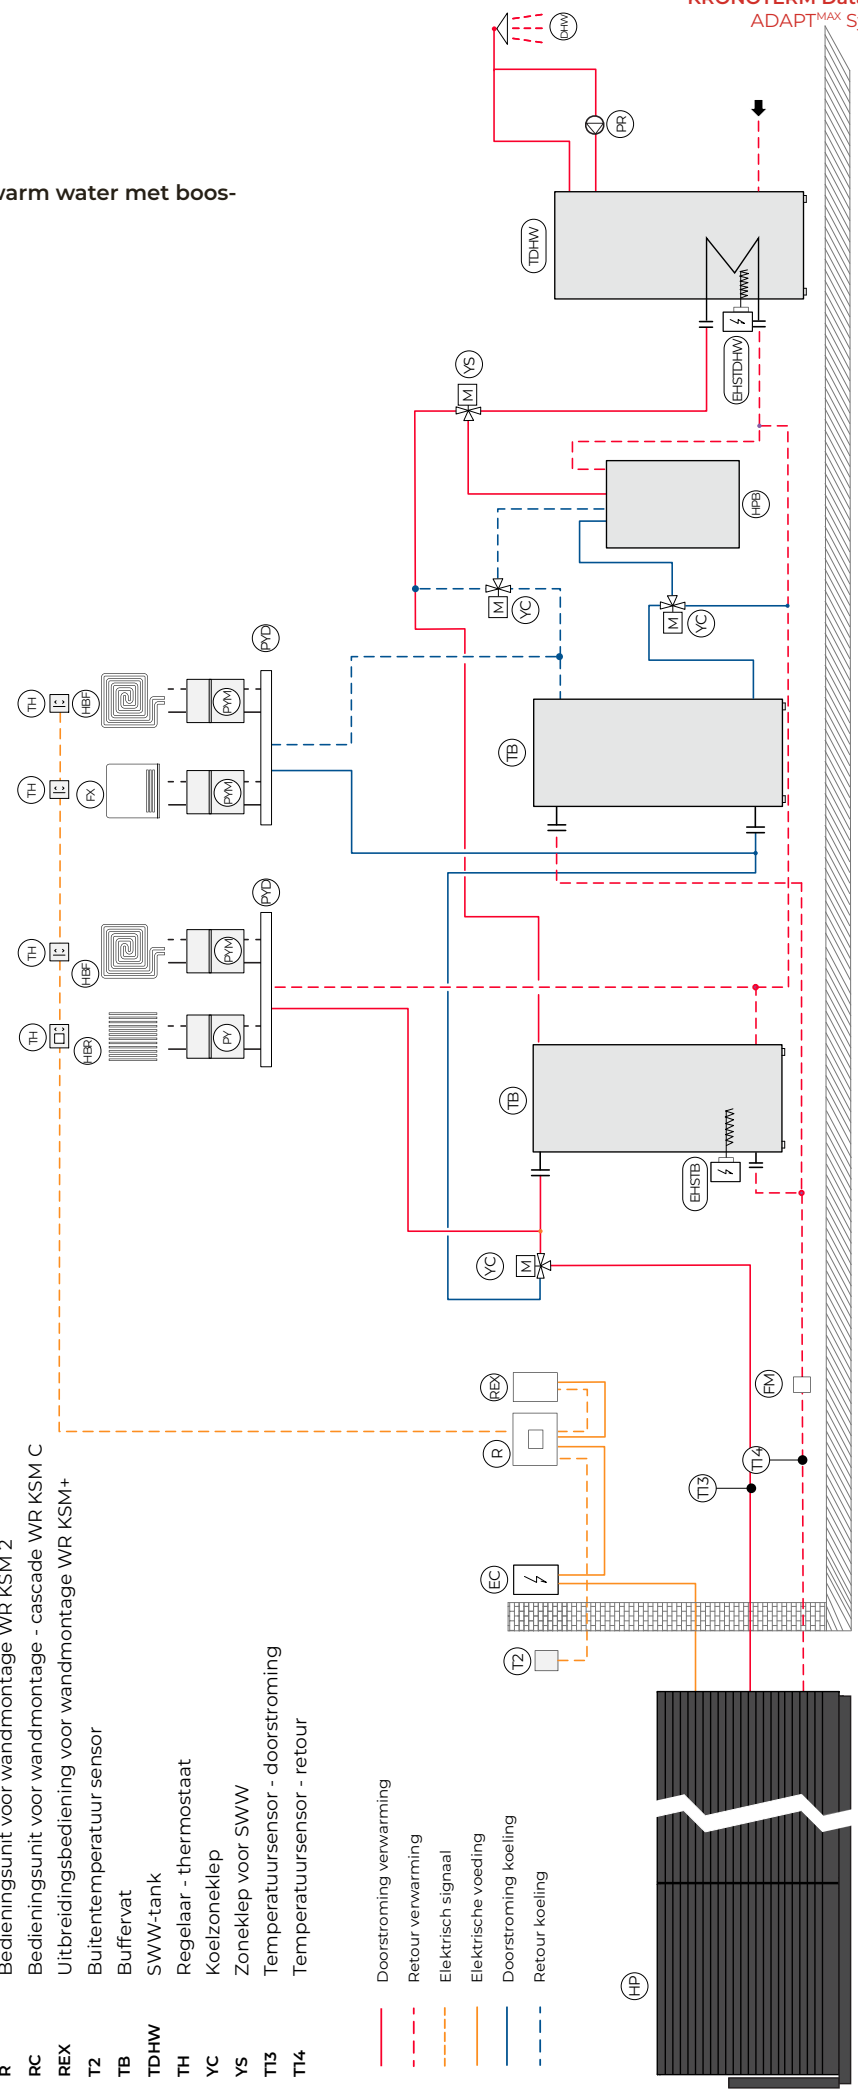 KRONOTERM Data
ADAPTMAX S
warm water met boos-
R Bedieningsunit voor wandmontage WR KSM 2
RC Bedieningsunit voor wandmontage - cascade WR KSM C
REX Uitbreidingsbediening voor wandmontage WR KSM+
T2 Buitentemperatuur sensor
TB Buffervat
TDHW SWW-tank
TH Regelaar - thermostaat
YC Koelzoneklep
YS Zoneklep voor SWW
T13 Temperatuursensor - doorstroming
T14 Temperatuursensor - retour
Doorstroming verwarming
Retour verwarming
Elektrisch signaal
Elektrische voeding
Doorstroming koeling
Retour koeling
HP
T2
EC
R
REX
T13
T14
FM
YC
M
EHSTB
TB
TH
HBR
PY
TH
HBF
PYM
PYD
TH
FX
PYM
TH
HBF
PYM
PYD
TB
YC
M
YC
M
HPB
YS
M
EHSTDHW
TDHW
PR
DHW